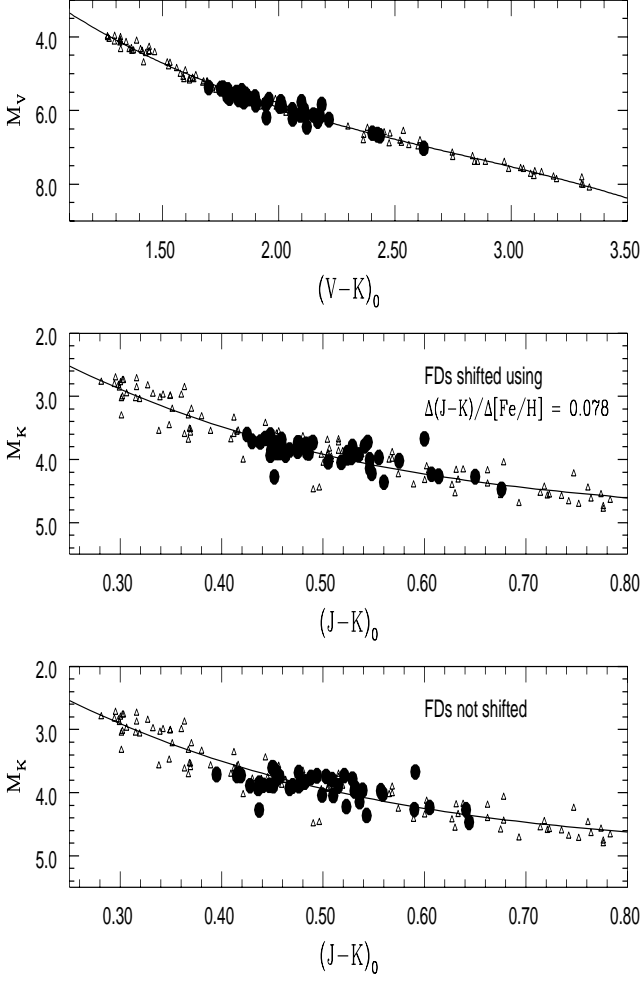 4.0
6.0
8.0
M_V
1.50 2.00 2.50 3.00 3.50
(V−K)₀
2.0
3.0
4.0
5.0
M_K
FDs shifted using
Δ(J−K)/Δ[Fe/H] = 0.078
0.30 0.40 0.50 0.60 0.70 0.80
(J−K)₀
2.0
3.0
4.0
5.0
M_K
FDs not shifted
0.30 0.40 0.50 0.60 0.70 0.80
(J−K)₀